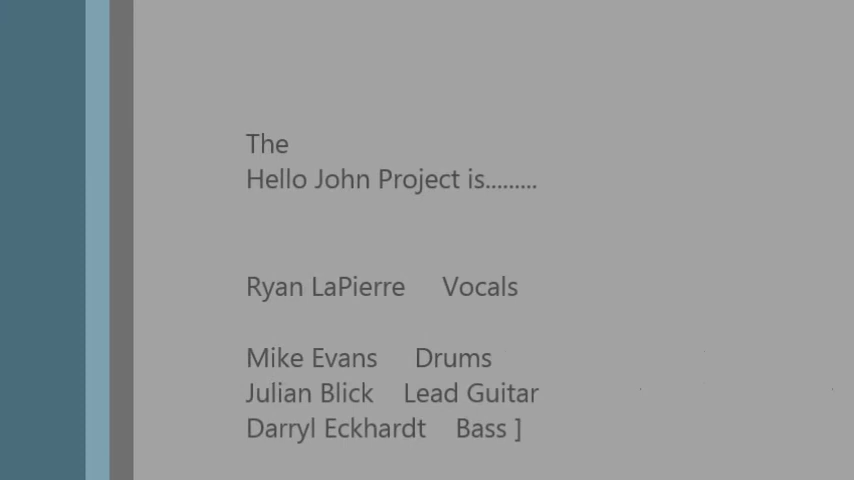 The
Hello John Project is.........
Ryan LaPierre Vocals
Mike Evans Drums
Julian Blick Lead Guitar
Darryl Eckhardt Bass ]